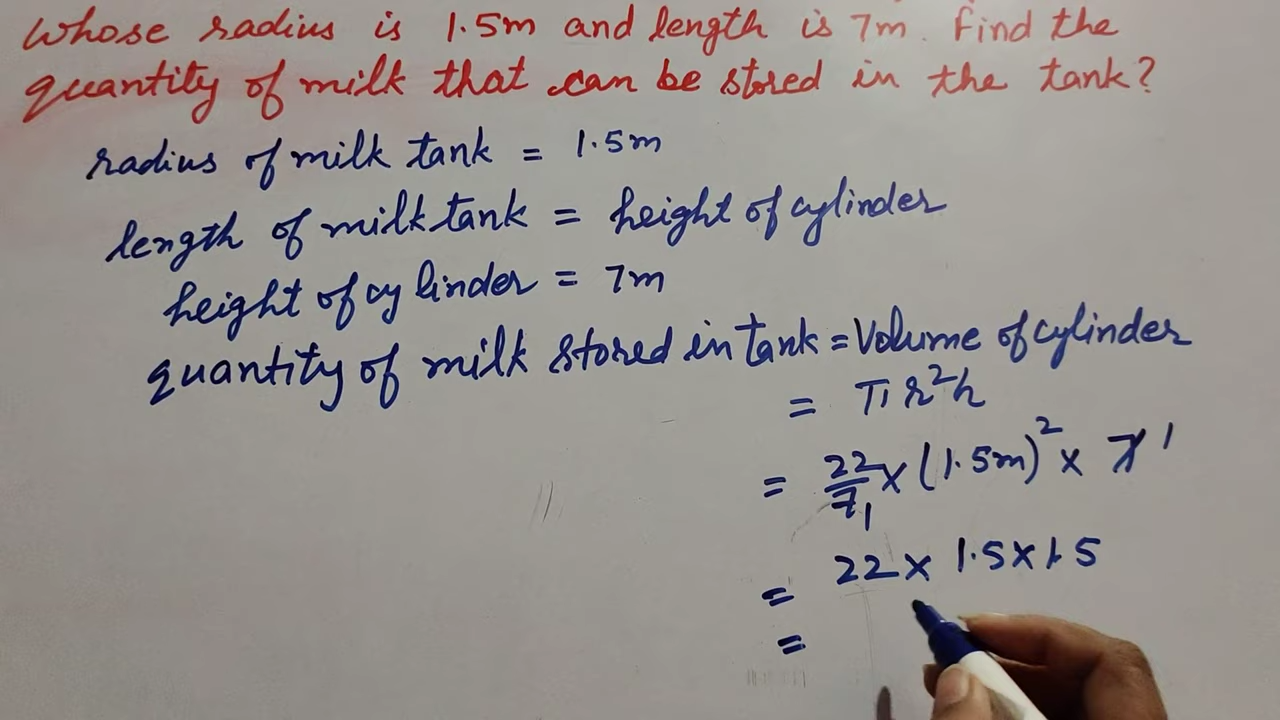 Whose radius is 1.5m and length is 7m. Find the
quantity of milk that can be stored in the tank?
radius of milk tank = 1.5m
length of milk tank = height of cylinder
height of cylinder = 7m
quantity of milk stored in tank = Volume of cylinder
= πr²h
= 22/7 1 × (1.5m)² × 7 1
= 22 × 1.5 × 1.5
=